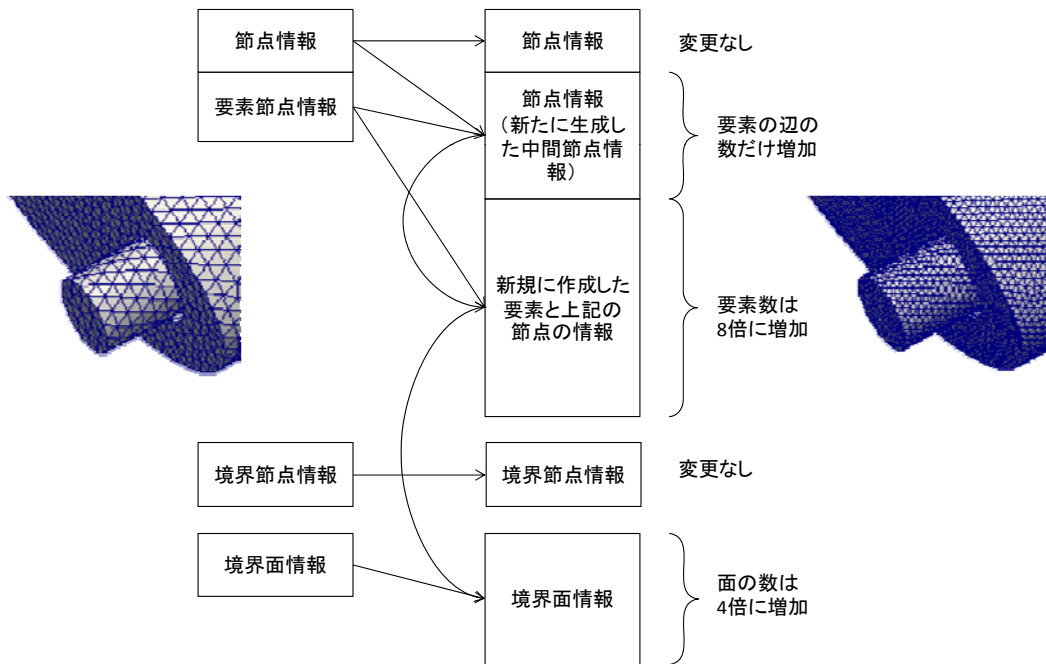 節点情報
節点情報
変更なし
要素節点情報
節点情報
（新たに生成し
た中間節点情
報）
要素の辺の
数だけ増加
新規に作成した
要素と上記の
節点の情報
要素数は
8倍に増加
境界節点情報
境界節点情報
変更なし
境界面情報
境界面情報
面の数は
4倍に増加